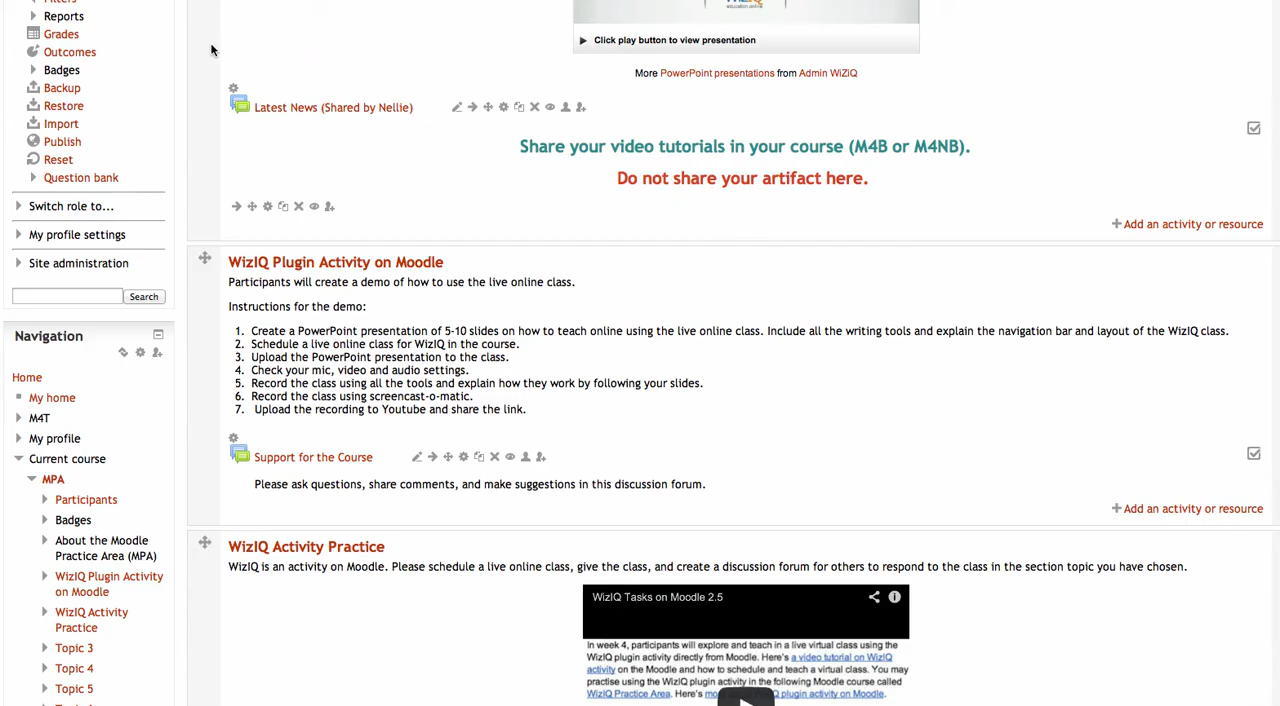 Reports
Grades
Outcomes
Badges
Backup
Restore
Import
Publish
Reset
Question bank
Switch role to...
My profile settings
Site administration
Search
Navigation
Home
My home
M4T
My profile
Current course
MPA
Participants
Badges
About the Moodle
Practice Area (MPA)
WizIQ Plugin Activity
on Moodle
WizIQ Activity
Practice
Topic 3
Topic 4
Topic 5
Click play button to view presentation
More PowerPoint presentations from Admin WiZiQ
Latest News (Shared by Nellie)
Share your video tutorials in your course (M4B or M4NB).
Do not share your artifact here.
Add an activity or resource
WizIQ Plugin Activity on Moodle
Participants will create a demo of how to use the live online class.
Instructions for the demo:
1. Create a PowerPoint presentation of 5-10 slides on how to teach online using the live online class. Include all the writing tools and explain the navigation bar and layout of the WizIQ class.
2. Schedule a live online class for WizIQ in the course.
3. Upload the PowerPoint presentation to the class.
4. Check your mic, video and audio settings.
5. Record the class using all the tools and explain how they work by following your slides.
6. Record the class using screencast-o-matic.
7. Upload the recording to Youtube and share the link.
Support for the Course
Please ask questions, share comments, and make suggestions in this discussion forum.
Add an activity or resource
WizIQ Activity Practice
WizIQ is an activity on Moodle. Please schedule a live online class, give the class, and create a discussion forum for others to respond to the class in the section topic you have chosen.
WizIQ Tasks on Moodle 2.5
In week 4, participants will explore and teach in a live virtual class using the
WizIQ plugin activity directly from Moodle. Here's a video tutorial on WizIQ
activity on the Moodle and how to schedule and teach a virtual class. You may
practise using the WizIQ activity in the following Moodle course called
WizIQ Practice Area. Here's plugin activity on Moodle.